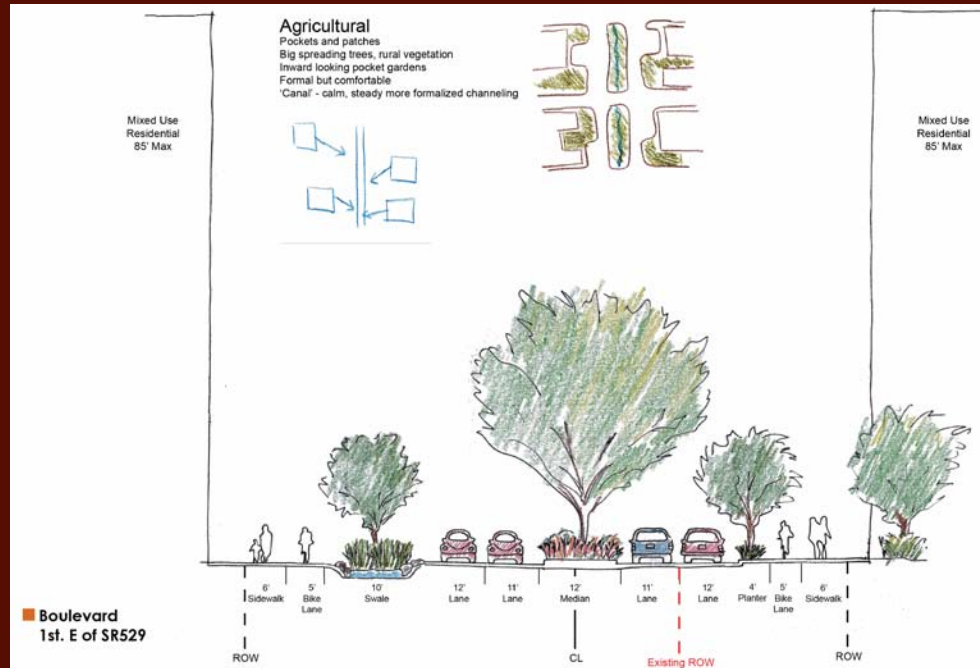 Agricultural
Pockets and patches
Big spreading trees, rural vegetation
Inward looking pocket gardens
Formal but comfortable
'Canal' - calm, steady more formalized channeling
Mixed Use
Residential
85' Max
Mixed Use
Residential
85' Max
6'
Sidewalk
5'
Bike
Lane
10'
Swale
12'
Lane
11'
Lane
12'
Median
11'
Lane
12'
Lane
4'
Planter
5'
Bike
Lane
6'
Sidewalk
Boulevard
1st. E of SR529
ROW
CL
Existing ROW
ROW